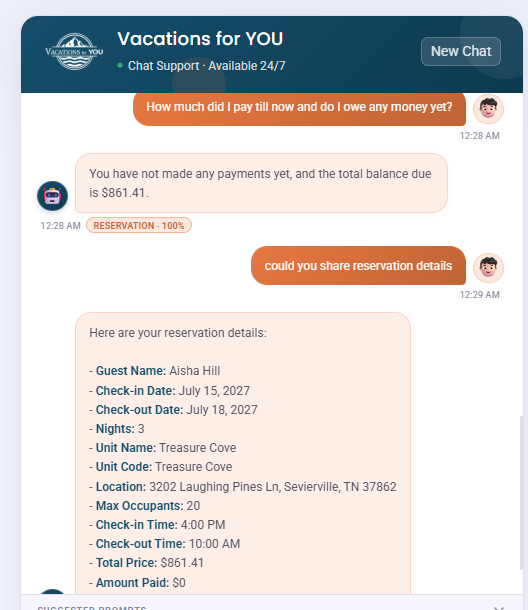 VACATIONS for YOU
Vacations for YOU
Chat Support · Available 24/7
New Chat
How much did I pay till now and do I owe any money yet?
12:28 AM
You have not made any payments yet, and the total balance due
is $861.41.
12:28 AM RESERVATION · 100%
could you share reservation details
12:29 AM
Here are your reservation details:
- Guest Name: Aisha Hill
- Check-in Date: July 15, 2027
- Check-out Date: July 18, 2027
- Nights: 3
- Unit Name: Treasure Cove
- Unit Code: Treasure Cove
- Location: 3202 Laughing Pines Ln, Sevierville, TN 37862
- Max Occupants: 20
- Check-in Time: 4:00 PM
- Check-out Time: 10:00 AM
- Total Price: $861.41
- Amount Paid: $0
SUGGESTED PROMPTS